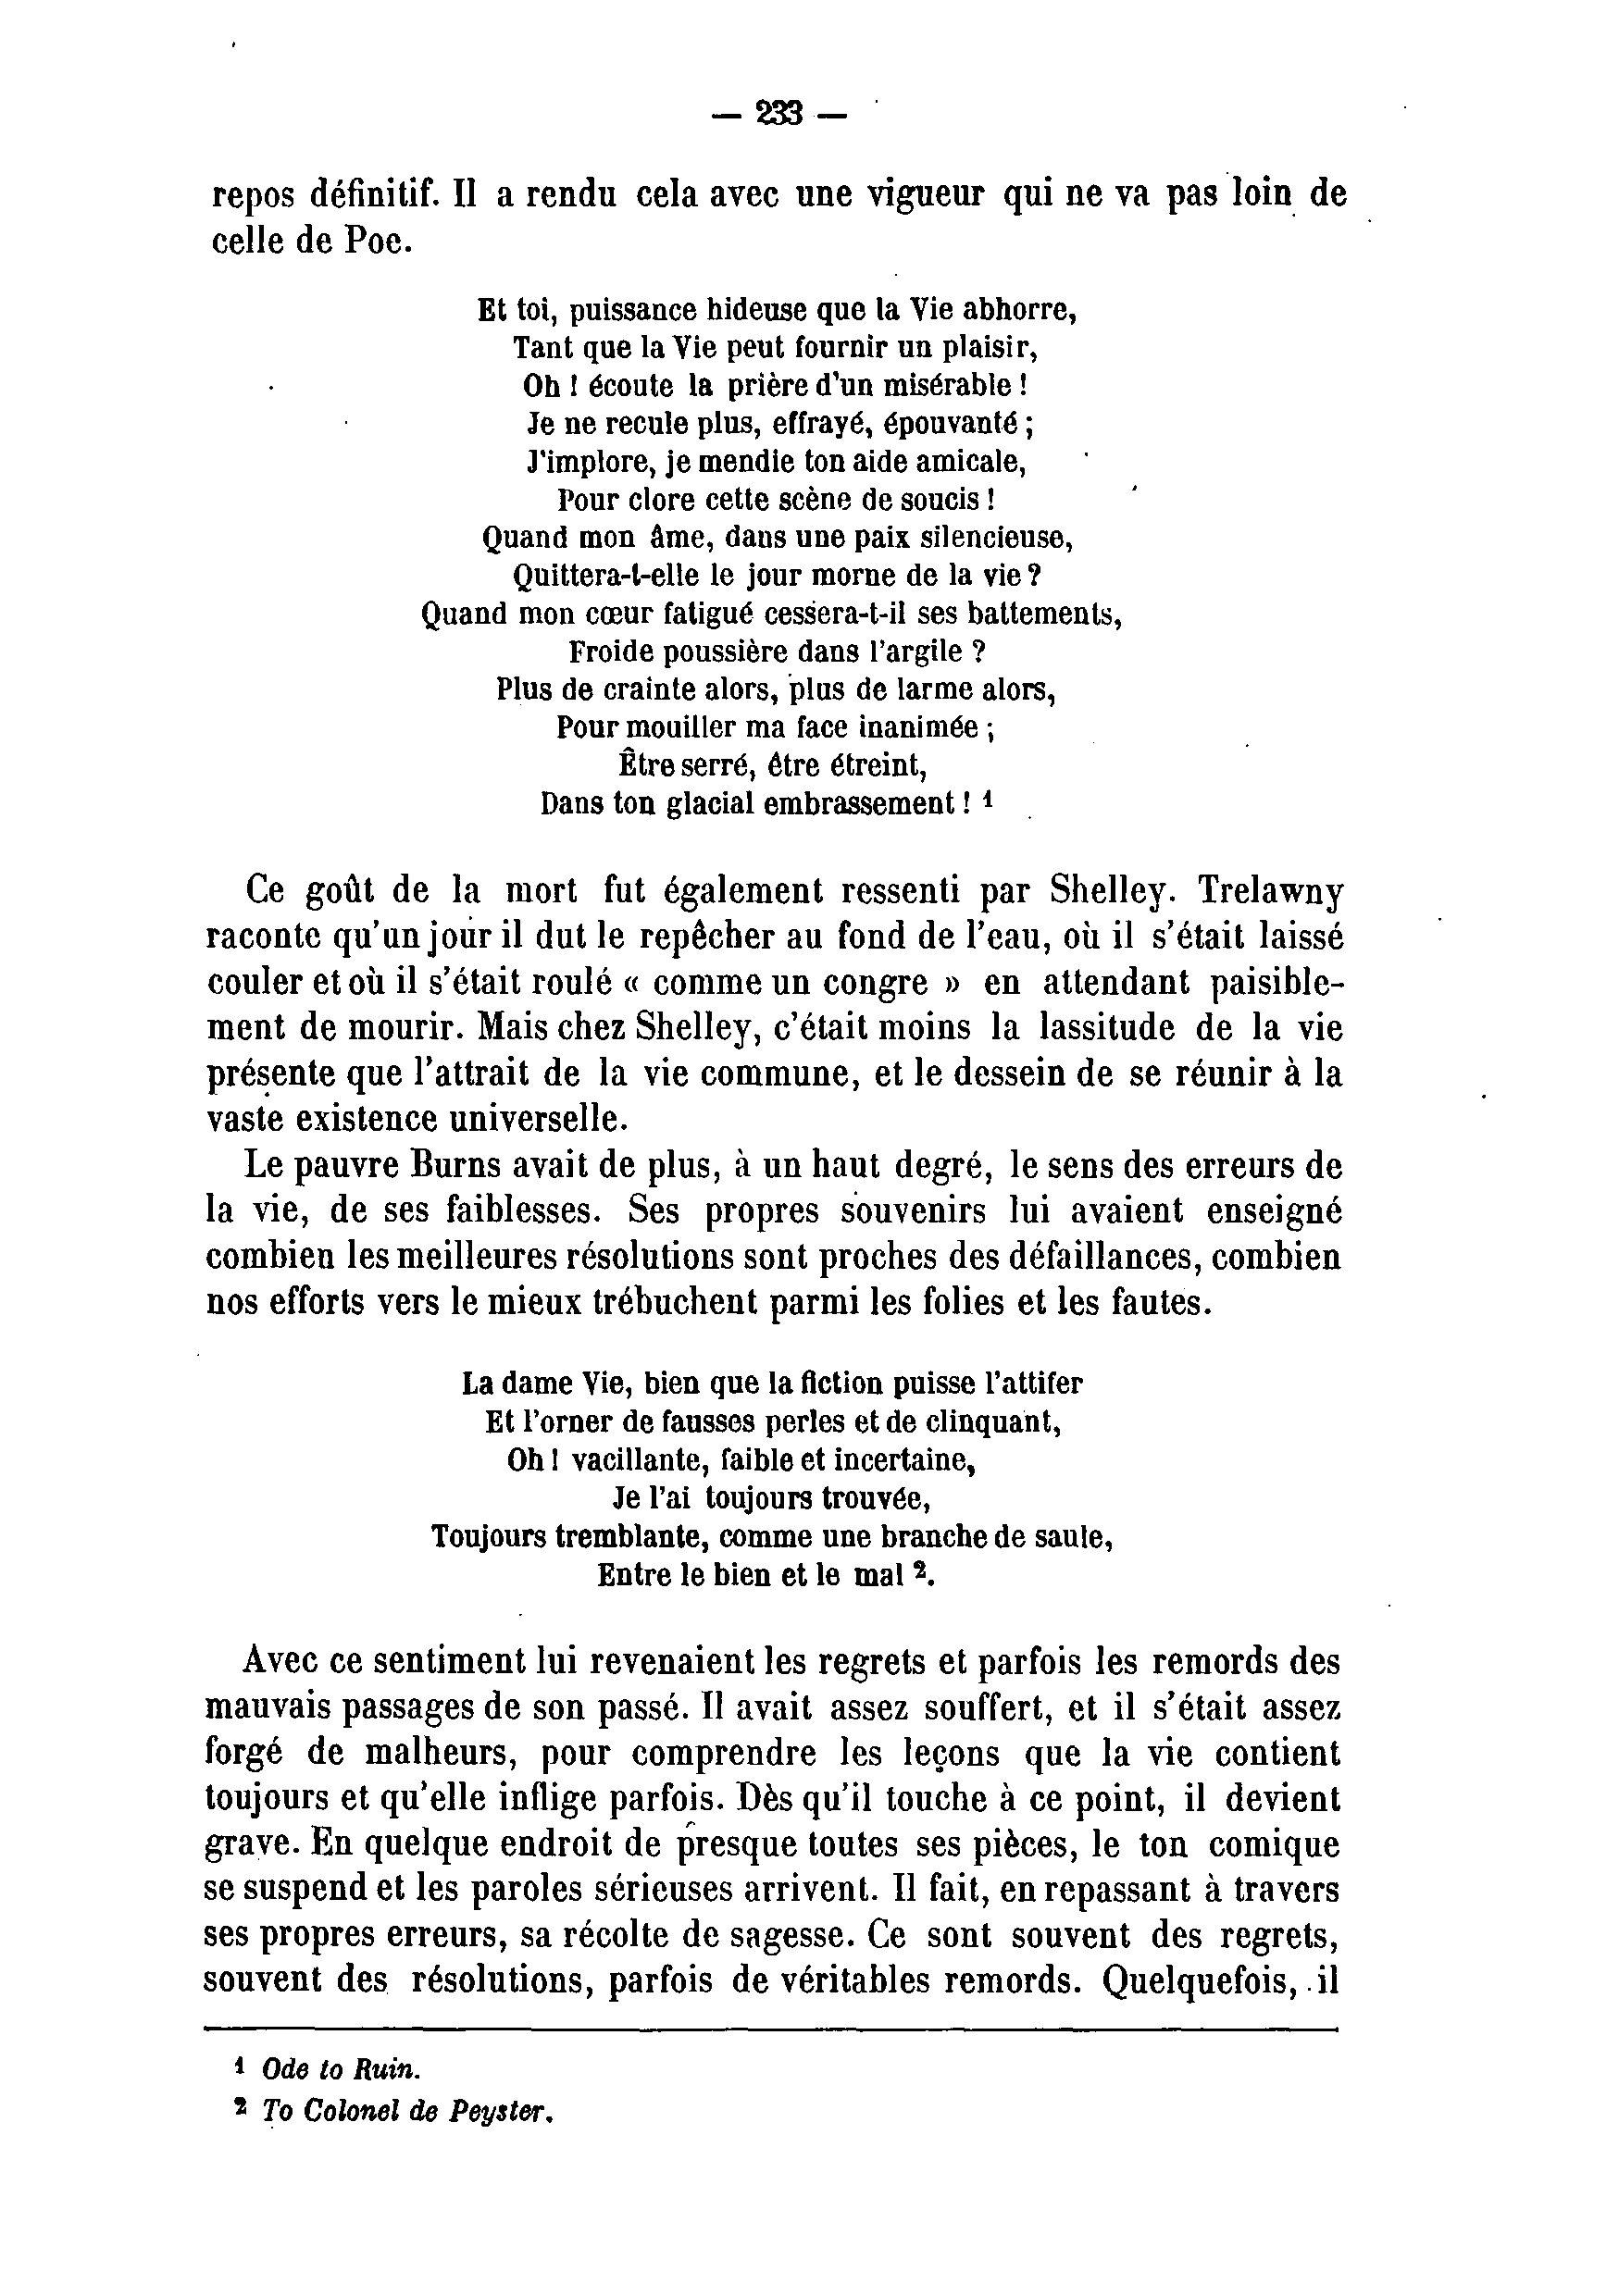 — 233 —
repos définitif. Il a rendu cela avec une vigueur qui ne va pas loin de
celle de Poe.
Et toi, puissance hideuse que la Vie abhorre,
Tant que la Vie peut fournir un plaisir,
Oh ! écoute la prière d'un misérable !
Je ne recule plus, effrayé, épouvanté ;
J'implore, je mendie ton aide amicale,
Pour clore cette scène de soucis !
Quand mon âme, dans une paix silencieuse,
Quittera-t-elle le jour morne de la vie ?
Quand mon cœur fatigué cessera-t-il ses battements,
Froide poussière dans l'argile ?
Plus de crainte alors, plus de larme alors,
Pour mouiller ma face inanimée ;
Être serré, être étreint,
Dans ton glacial embrassement ! 1
Ce goût de la mort fut également ressenti par Shelley. Trelawny
raconte qu'un jour il dut le repêcher au fond de l'eau, où il s'était laissé
couler et où il s'était roulé « comme un congre » en attendant paisible-
ment de mourir. Mais chez Shelley, c'était moins la lassitude de la vie
présente que l'attrait de la vie commune, et le dessein de se réunir à la
vaste existence universelle.
Le pauvre Burns avait de plus, à un haut degré, le sens des erreurs de
la vie, de ses faiblesses. Ses propres souvenirs lui avaient enseigné
combien les meilleures résolutions sont proches des défaillances, combien
nos efforts vers le mieux trébuchent parmi les folies et les fautes.
La dame Vie, bien que la fiction puisse l'attifer
Et l'orner de fausses perles et de clinquant,
Oh ! vacillante, faible et incertaine,
Je l'ai toujours trouvée,
Toujours tremblante, comme une branche de saule,
Entre le bien et le mal 2.
Avec ce sentiment lui revenaient les regrets et parfois les remords des
mauvais passages de son passé. Il avait assez souffert, et il s'était assez
forgé de malheurs, pour comprendre les leçons que la vie contient
toujours et qu'elle inflige parfois. Dès qu'il touche à ce point, il devient
grave. En quelque endroit de presque toutes ses pièces, le ton comique
se suspend et les paroles sérieuses arrivent. Il fait, en repassant à travers
ses propres erreurs, sa récolte de sagesse. Ce sont souvent des regrets,
souvent des résolutions, parfois de véritables remords. Quelquefois, il
1 Ode to Ruin.
2 To Colonel de Peyster.